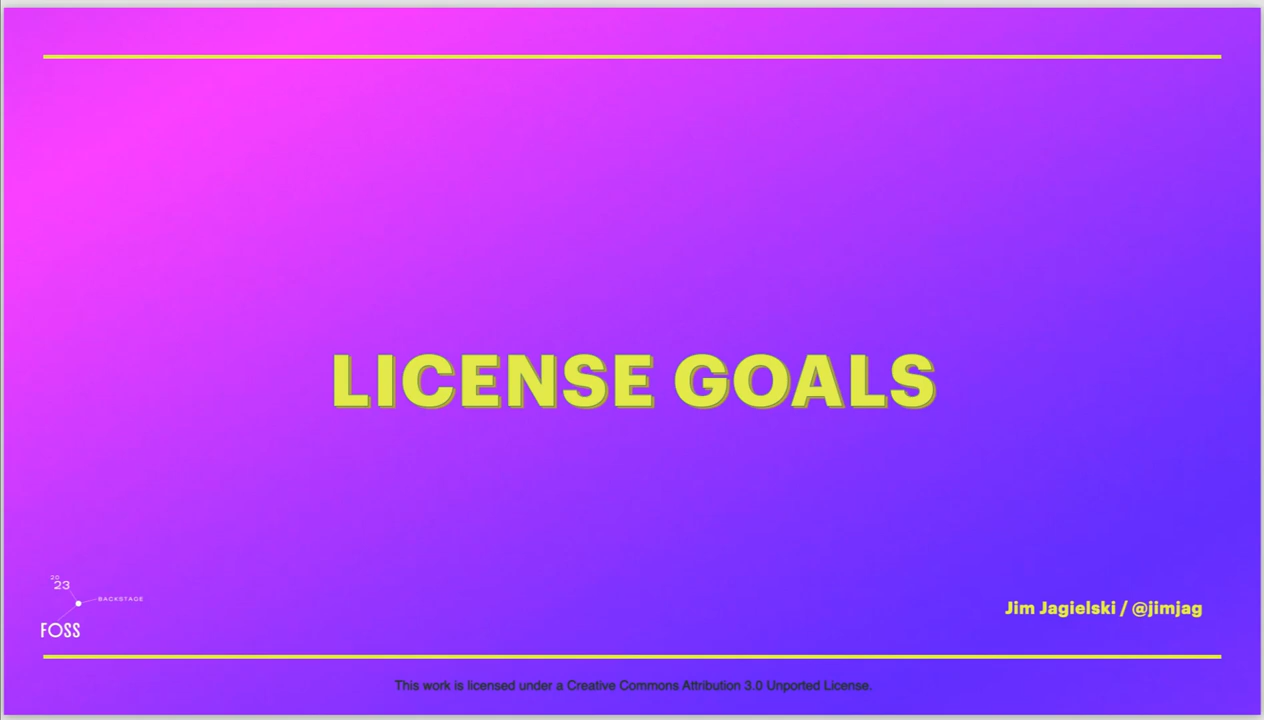 LICENSE GOALS
20
23
BACKSTAGE
FOSS
Jim Jagielski / @jimjag
This work is licensed under a Creative Commons Attribution 3.0 Unported License.